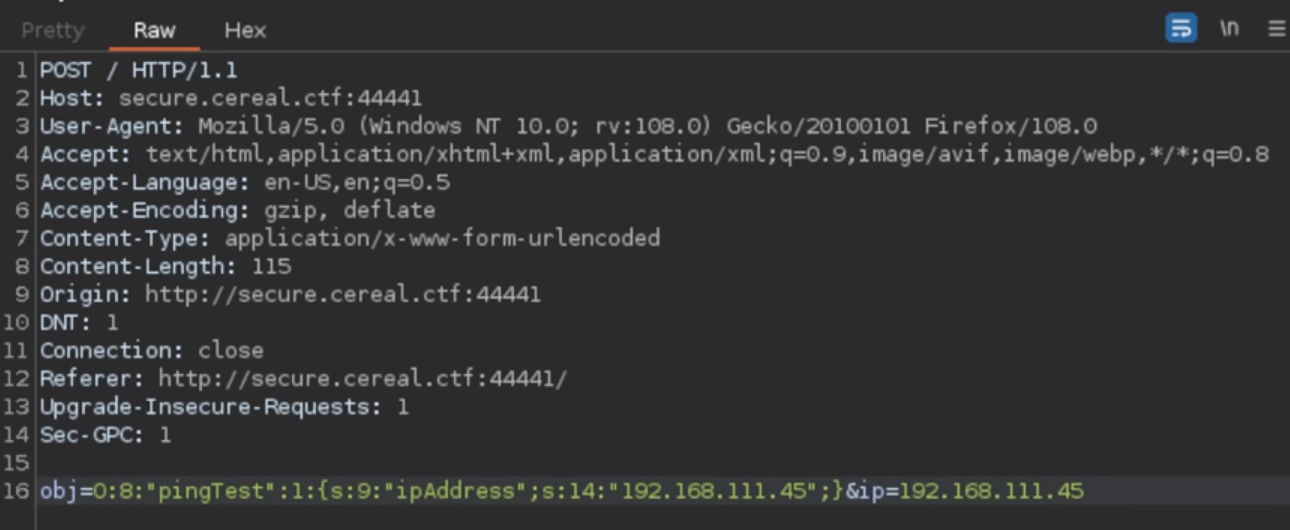 Pretty Raw Hex \n
1 POST / HTTP/1.1
2 Host: secure.cereal.ctf:44441
3 User-Agent: Mozilla/5.0 (Windows NT 10.0; rv:108.0) Gecko/20100101 Firefox/108.0
4 Accept: text/html,application/xhtml+xml,application/xml;q=0.9,image/avif,image/webp,*/*;q=0.8
5 Accept-Language: en-US,en;q=0.5
6 Accept-Encoding: gzip, deflate
7 Content-Type: application/x-www-form-urlencoded
8 Content-Length: 115
9 Origin: http://secure.cereal.ctf:44441
10 DNT: 1
11 Connection: close
12 Referer: http://secure.cereal.ctf:44441/
13 Upgrade-Insecure-Requests: 1
14 Sec-GPC: 1
15
16 obj=O:8:"pingTest":1:{s:9:"ipAddress";s:14:"192.168.111.45";}&ip=192.168.111.45